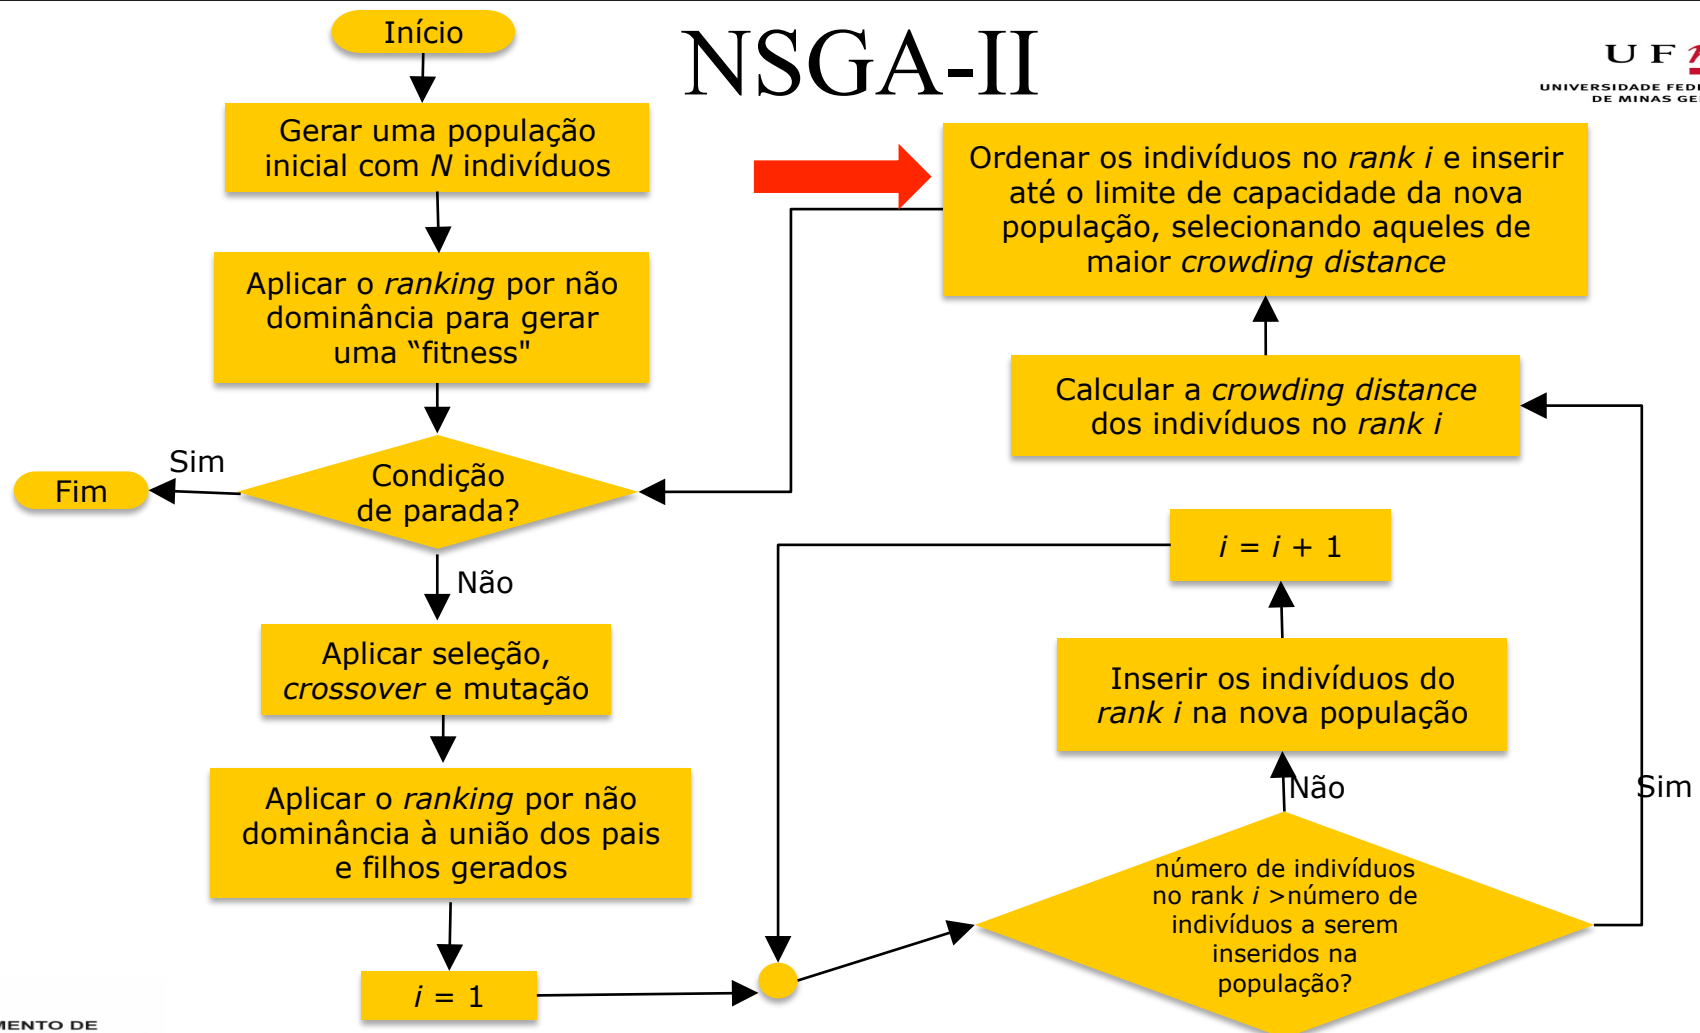 NSGA-II
U F
UNIVERSIDADE
DE MINAS
Início
Gerar uma população
inicial com N indivíduos
Aplicar o ranking por não
dominância para gerar
uma “fitness"
Condição
de parada?
Sim
Fim
Não
Aplicar seleção,
crossover e mutação
Aplicar o ranking por não
dominância à união dos pais
e filhos gerados
i = 1
número de indivíduos
no rank i >número de
indivíduos a serem
inseridos na
população?
Não
Inserir os indivíduos do
rank i na nova população
i = i + 1
Sim
Calcular a crowding distance
dos indivíduos no rank i
Ordenar os indivíduos no rank i e inserir
até o limite de capacidade da nova
população, selecionando aqueles de
maior crowding distance
DE